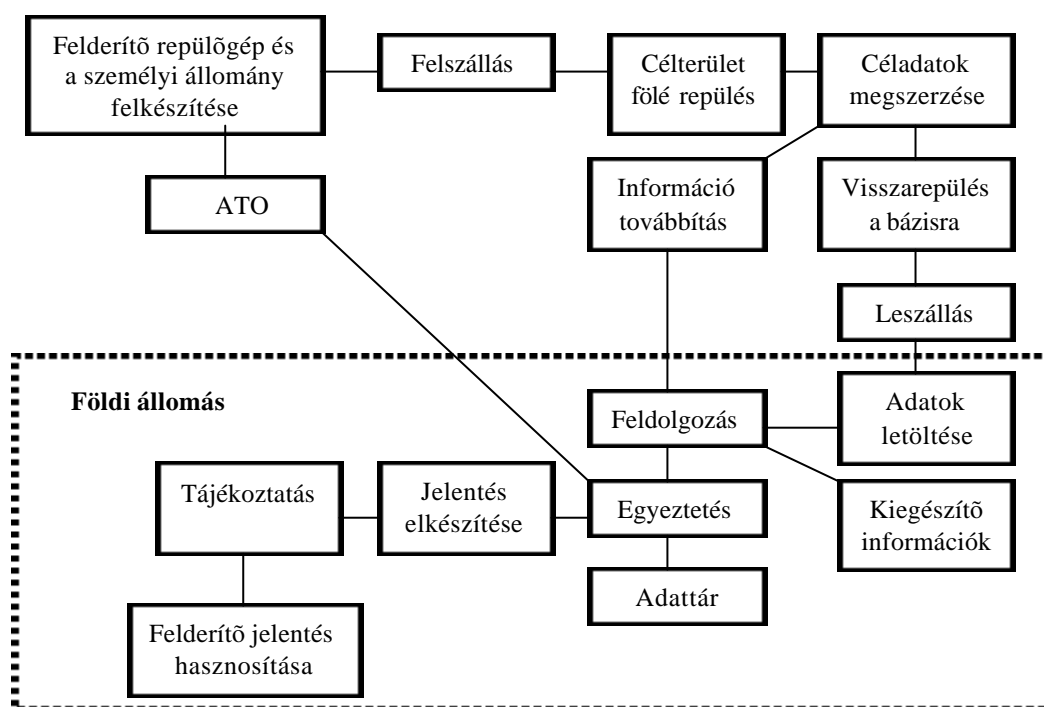 Felderítõ repülõgép és
a személyi állomány
felkészítése
Felszállás
Célterület
fölé repülés
Céladatok
megszerzése
ATO
Információ
továbbítás
Visszarepülés
a bázisra
Leszállás
Földi állomás
Feldolgozás
Adatok
letöltése
Tájékoztatás
Jelentés
elkészítése
Egyeztetés
Kiegészítõ
információk
Adattár
Felderítõ jelentés
hasznosítása